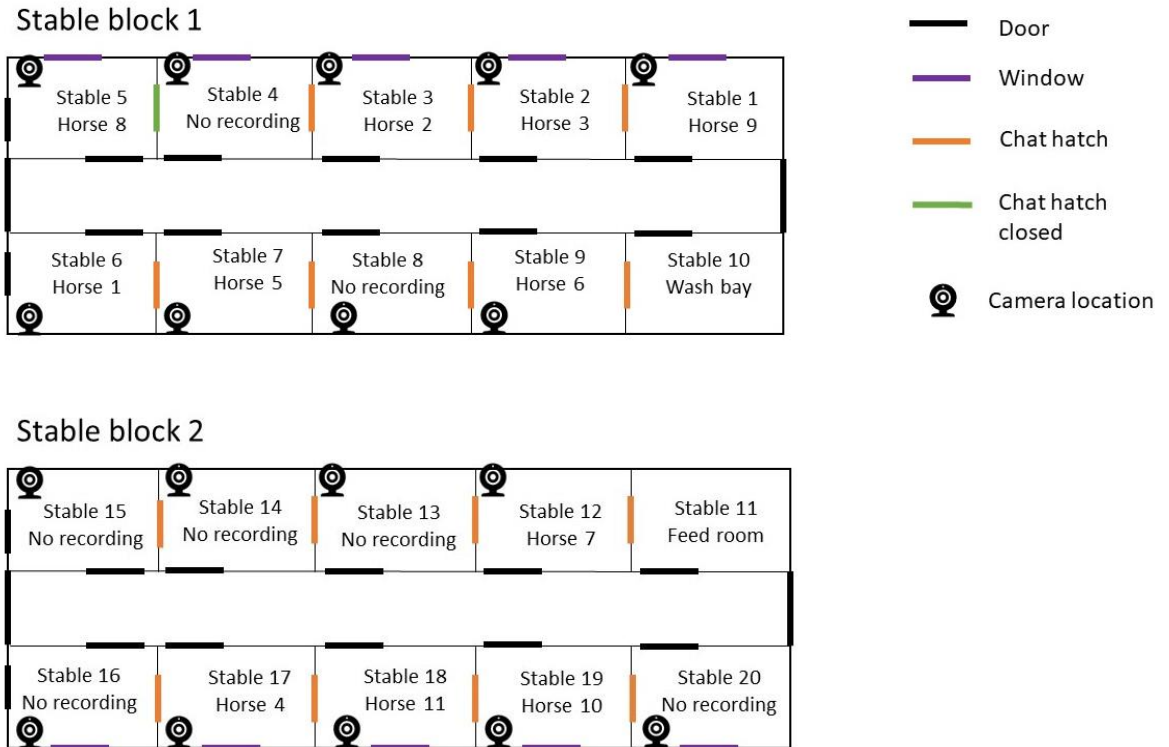 Stable block 1
Stable 5
Horse 8
Stable 4
No recording
Stable 3
Horse 2
Stable 2
Horse 3
Stable 1
Horse 9
Stable 6
Horse 1
Stable 7
Horse 5
Stable 8
No recording
Stable 9
Horse 6
Stable 10
Wash bay
Door
Window
Chat hatch
Chat hatch
closed
Camera location
Stable block 2
Stable 15
No recording
Stable 14
No recording
Stable 13
No recording
Stable 12
Horse 7
Stable 11
Feed room
Stable 16
No recording
Stable 17
Horse 4
Stable 18
Horse 11
Stable 19
Horse 10
Stable 20
No recording